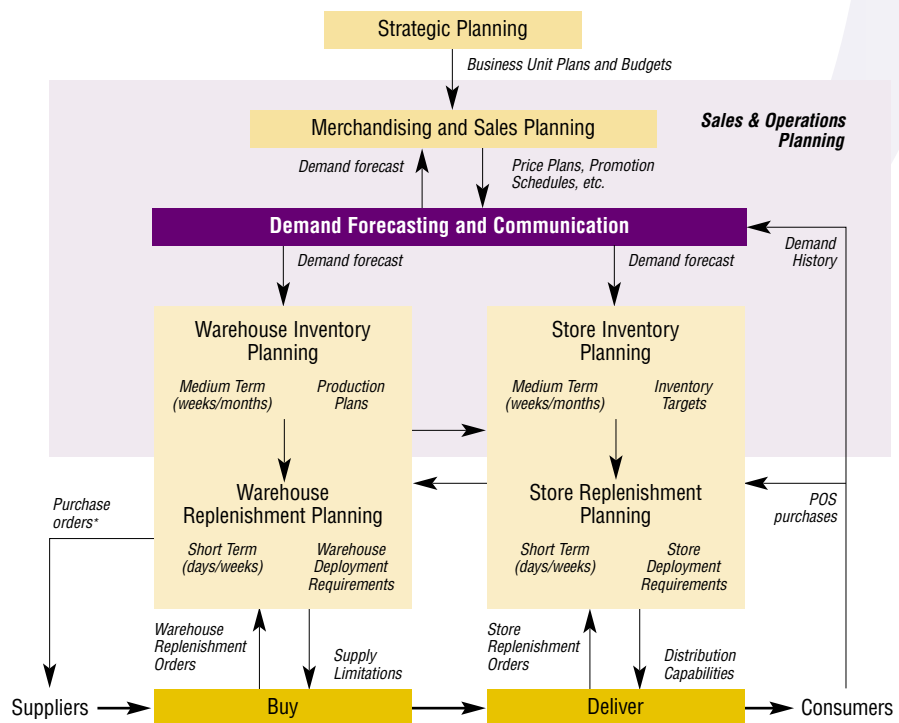 Strategic Planning
Business Unit Plans and Budgets
Sales & Operations
Planning
Merchandising and Sales Planning
Demand forecast
Price Plans, Promotion
Schedules, etc.
Demand Forecasting and Communication
Demand forecast
Demand forecast
Demand
History
Warehouse Inventory
Planning
Medium Term
(weeks/months)
Production
Plans
Store Inventory
Planning
Medium Term
(weeks/months)
Inventory
Targets
Purchase
orders*
Warehouse
Replenishment Planning
Short Term
(days/weeks)
Warehouse
Deployment
Requirements
Store Replenishment
Planning
Short Term
(days/weeks)
Store
Deployment
Requirements
POS
purchases
Warehouse
Replenishment
Orders
Supply
Limitations
Store
Replenishment
Orders
Distribution
Capabilities
Suppliers
Buy
Deliver
Consumers